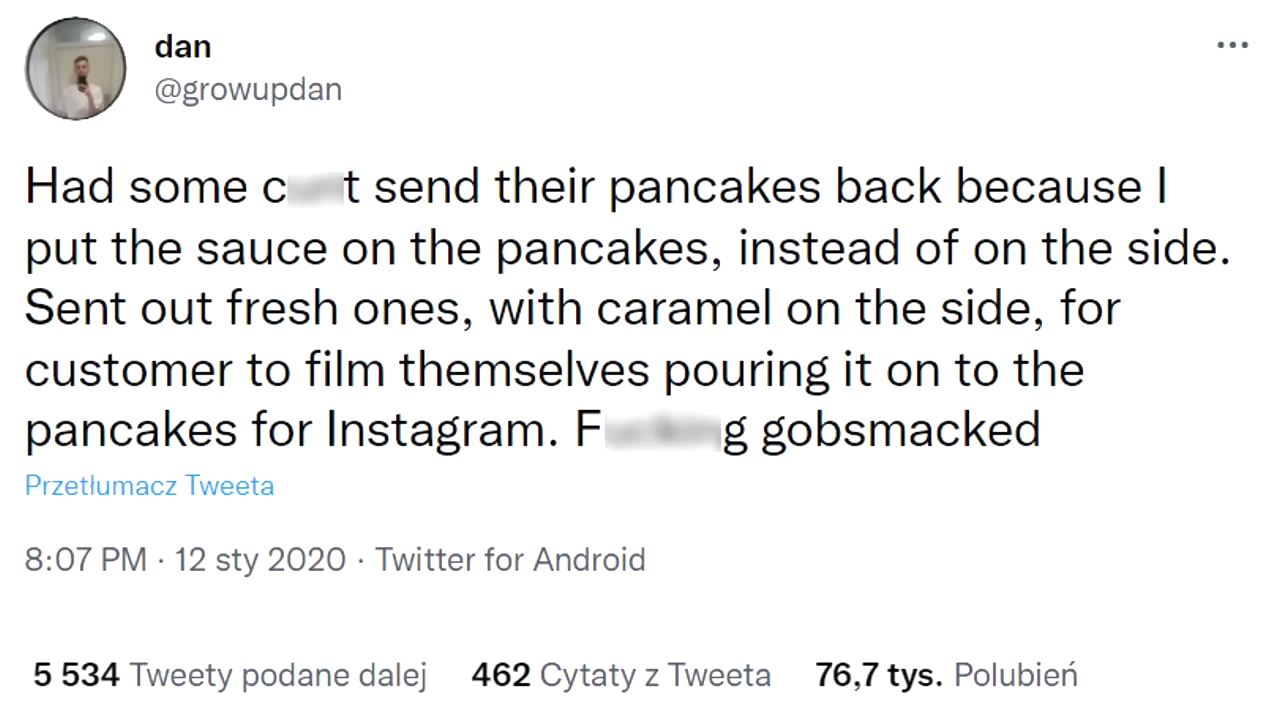 dan
@growupdan
Had some c t send their pancakes back because I
put the sauce on the pancakes, instead of on the side.
Sent out fresh ones, with caramel on the side, for
customer to film themselves pouring it on to the
pancakes for Instagram. F g gobsmacked
Przetłumacz Tweeta
8:07 PM · 12 sty 2020 · Twitter for Android
5 534 Tweety podane dalej 462 Cytaty z Tweeta 76,7 tys. Polubień